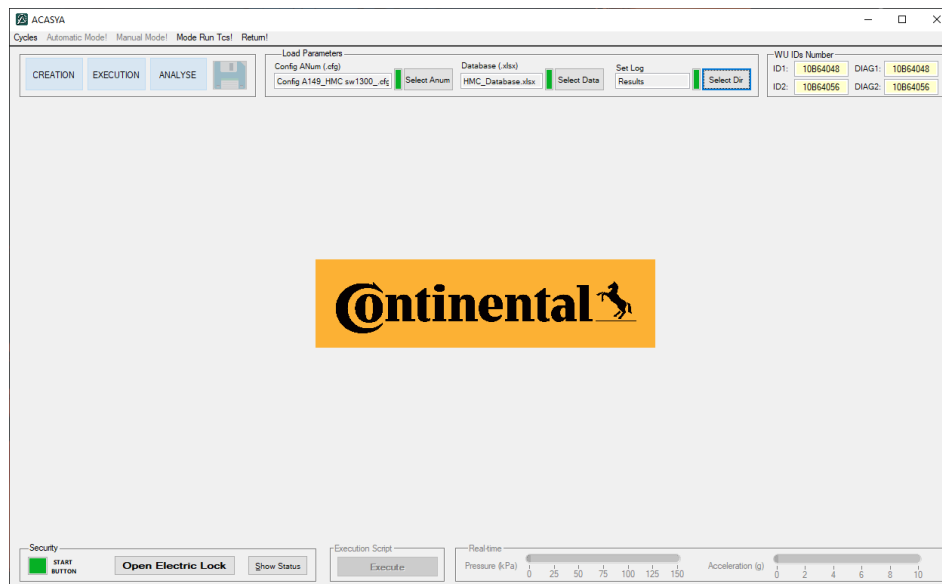 ACASYA
Cycles Automatic Mode! Manual Mode! Mode Run Tcs! Return!
CREATION EXECUTION ANALYSE
Load Parameters
Config ANum (.cfg) Database (.xlsx) Set Log
Config A149_HMC sw1300_.cfg Select Anum HMC_Database.xlsx Select Data Results Select Dir
WU IDs Number
ID1: 10B64048 DIAG1: 10B64048
ID2: 10B64056 DIAG2: 10B64056
Continental
Security
START BUTTON Open Electric Lock Show Status
Execution Script
Execute
Real-time
Pressure (kPa) 0 25 50 75 100 125 150 Acceleration (g) 0 2 4 6 8 10